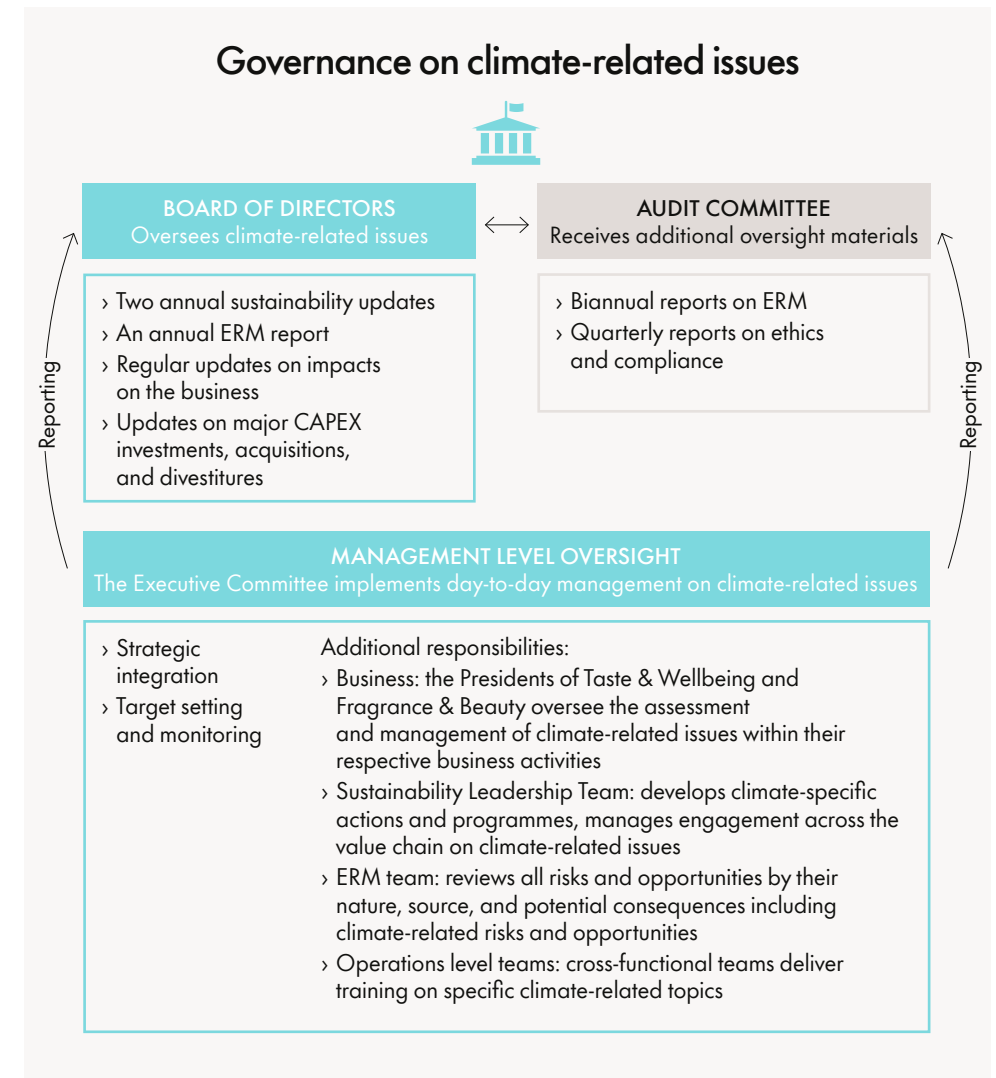 Governance on climate-related issues
BOARD OF DIRECTORS
Oversees climate-related issues
AUDIT COMMITTEE
Receives additional oversight materials
› Two annual sustainability updates
› An annual ERM report
› Regular updates on impacts
on the business
› Updates on major CAPEX
investments, acquisitions,
and divestitures
› Biannual reports on ERM
› Quarterly reports on ethics
and compliance
Reporting
Reporting
MANAGEMENT LEVEL OVERSIGHT
The Executive Committee implements day-to-day management on climate-related issues
› Strategic
integration
› Target setting
and monitoring
Additional responsibilities:
› Business: the Presidents of Taste & Wellbeing and
Fragrance & Beauty oversee the assessment
and management of climate-related issues within their
respective business activities
› Sustainability Leadership Team: develops climate-specific
actions and programmes, manages engagement across the
value chain on climate-related issues
› ERM team: reviews all risks and opportunities by their
nature, source, and potential consequences including
climate-related risks and opportunities
› Operations level teams: cross-functional teams deliver
training on specific climate-related topics